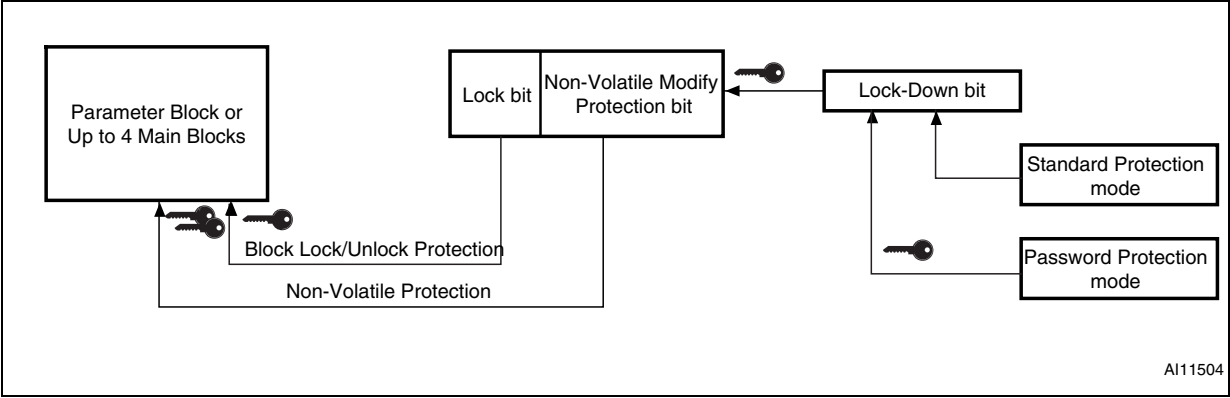 Parameter Block or
Up to 4 Main Blocks
Lock bit
Non-Volatile Modify
Protection bit
Lock-Down bit
Standard Protection
mode
Password Protection
mode
Block Lock/Unlock Protection
Non-Volatile Protection
AI11504